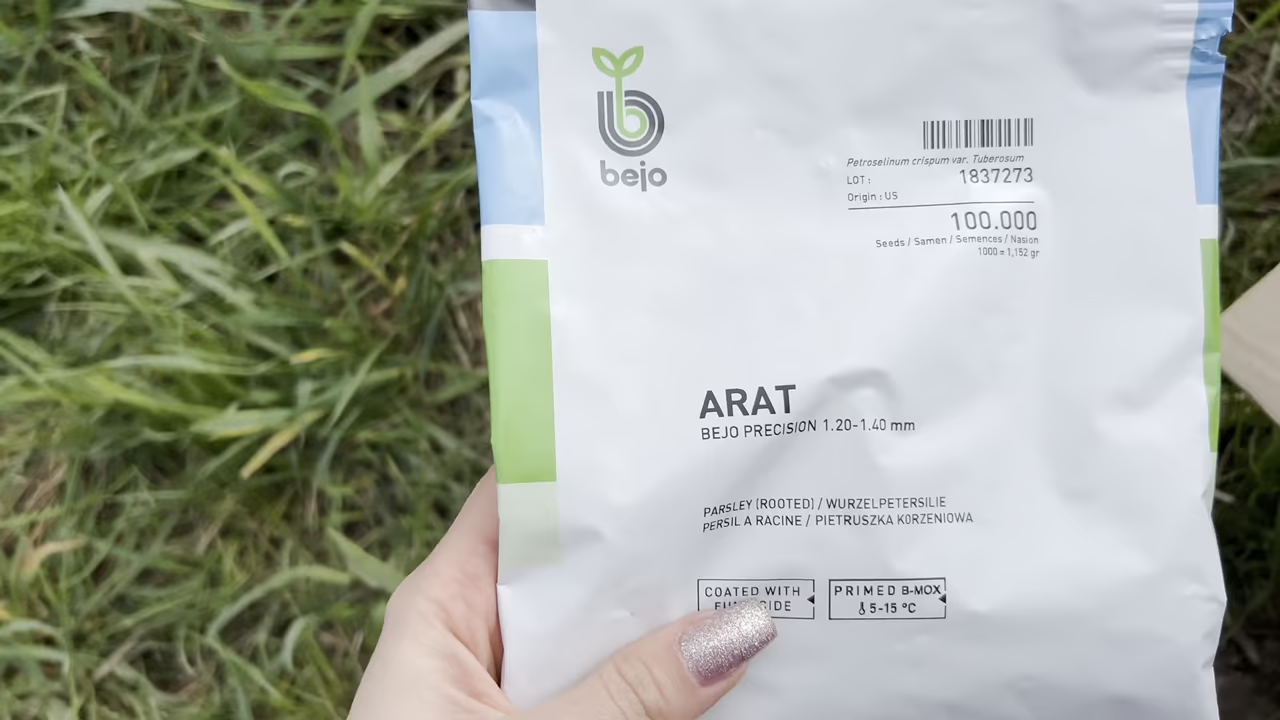 bejo
Petroselinum crispum var. Tuberosum
LOT : 1837273
Origin : US
100.000
Seeds / Samen / Semences / Nasion
1000 = 1,152 gr
ARAT
BEJO PRECISION 1.20-1.40 mm
PARSLEY (ROOTED) / WURZELPETERSILIE
PERSIL A RACINE / PIETRUSZKA KORZENIOWA
COATED WITH
PRIMED B-MOX
5-15 °C